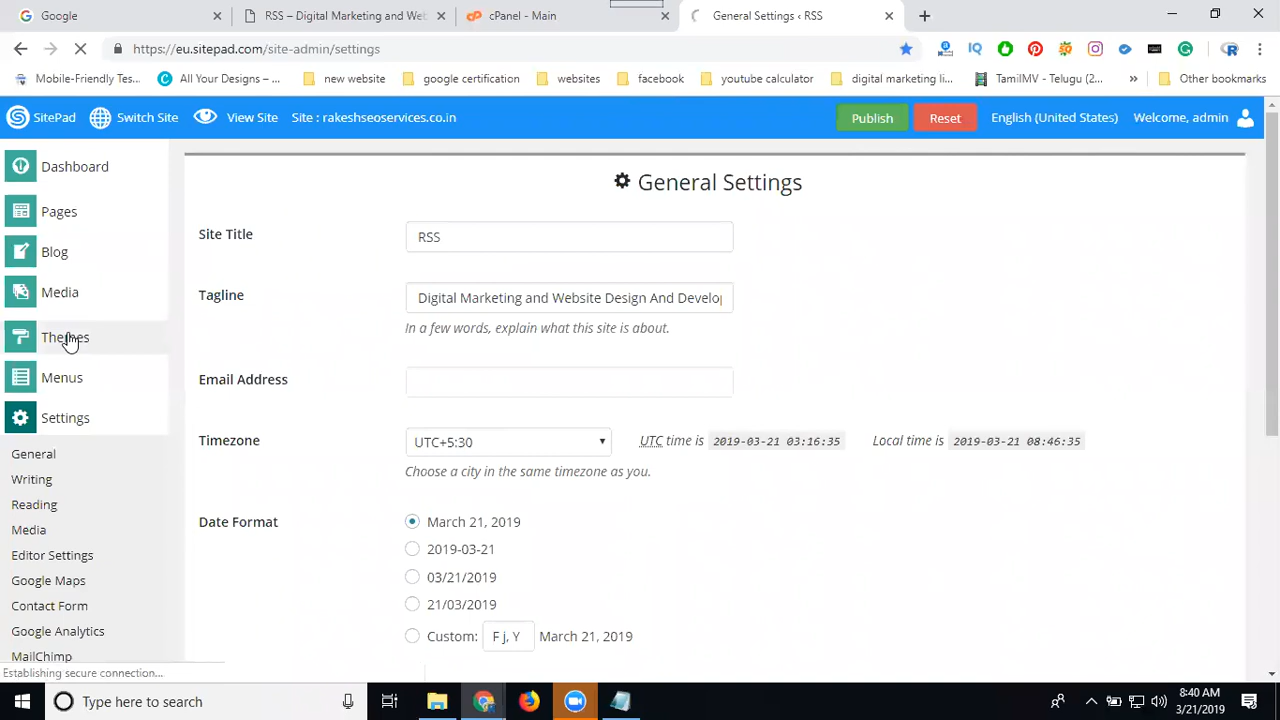 Google
RSS – Digital Marketing and Wel
cPanel - Main
General Settings ‹ RSS
https://eu.sitepad.com/site-admin/settings
Mobile-Friendly Tes...
All Your Designs – ...
new website
google certification
websites
facebook
youtube calculator
digital marketing li...
TamilMV - Telugu (2...
»
Other bookmarks
SitePad
Switch Site
View Site
Site : rakeshseoservices.co.in
Publish
Reset
English (United States)
Welcome, admin
Dashboard
Pages
Blog
Media
Themes
Menus
Settings
General
Writing
Reading
Media
Editor Settings
Google Maps
Contact Form
Google Analytics
MailChimp
General Settings
Site Title
RSS
Tagline
Digital Marketing and Website Design And Develo
In a few words, explain what this site is about.
Email Address
Timezone
UTC+5:30
UTC time is 2019-03-21 03:16:35
Local time is 2019-03-21 08:46:35
Choose a city in the same timezone as you.
Date Format
March 21, 2019
2019-03-21
03/21/2019
21/03/2019
Custom: F j, Y March 21, 2019
Establishing secure connection...
Type here to search
8:40 AM
3/21/2019